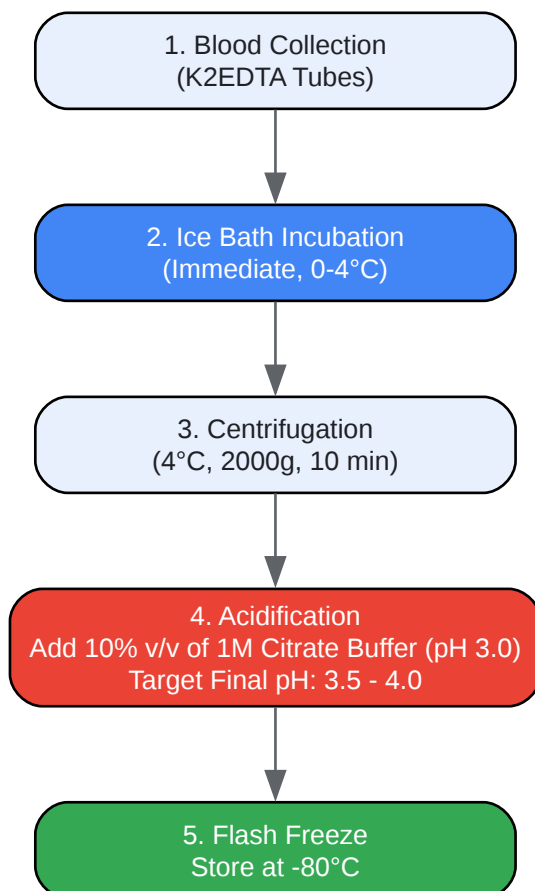 1. Blood Collection
(K2EDTA Tubes)
2. Ice Bath Incubation
(Immediate, 0-4°C)
3. Centrifugation
(4°C, 2000g, 10 min)
4. Acidification
Add 10% v/v of 1M Citrate Buffer (pH 3.0)
Target Final pH: 3.5 - 4.0
5. Flash Freeze
Store at -80°C